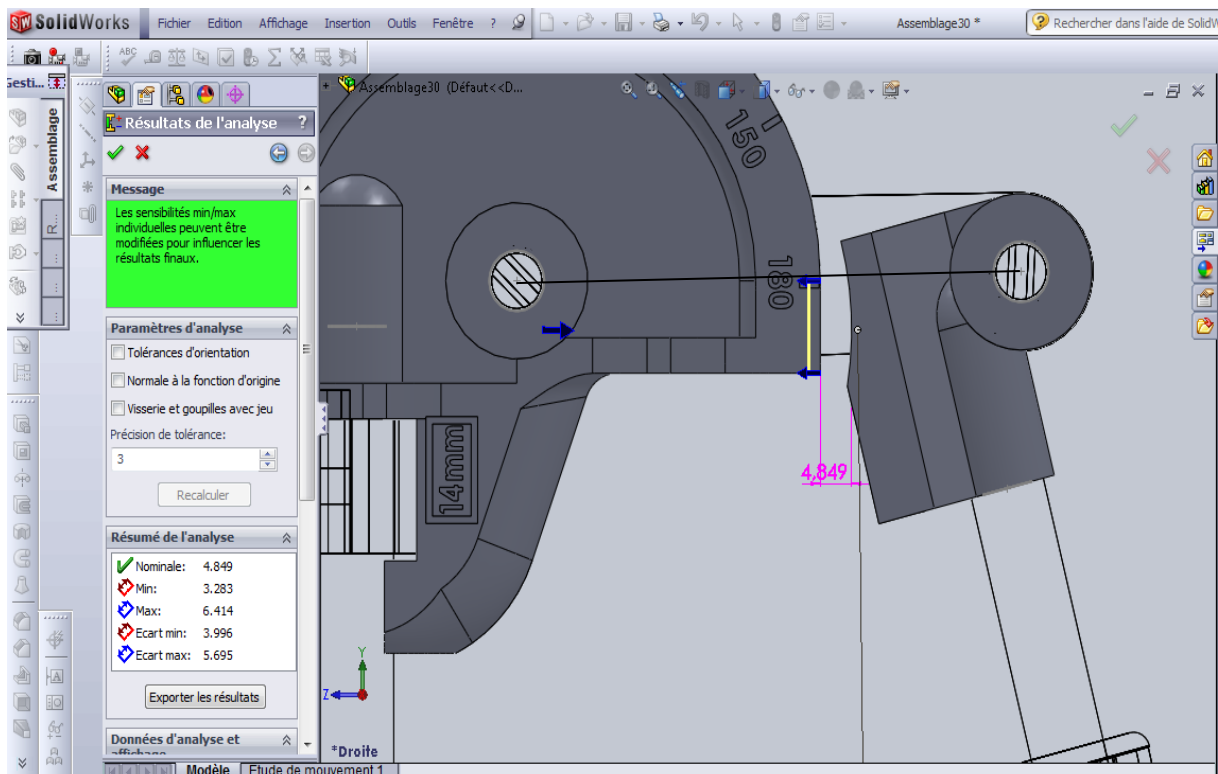 SolidWorks Fichier Edition Affichage Insertion Outils Fenêtre ? Assemblage30 * Rechercher dans l'aide de SolidW
ABC
Gesti...
Assemblage
R...
Assemblage30 (Défaut<<D...
Résultats de l'analyse ?
Message
Les sensibilités min/max
individuelles peuvent être
modifiées pour influencer les
résultats finaux.
Paramètres d'analyse
Tolérances d'orientation
Normale à la fonction d'origine
Visserie et goupilles avec jeu
Précision de tolérance:
3
Recalculer
Résumé de l'analyse
Nominale: 4.849
Min: 3.283
Max: 6.414
Ecart min: 3.996
Ecart max: 5.695
Exporter les résultats
Données d'analyse et
affichage
150
180
14mm
4,849
Y
Z
*Droite
Modèle Etude de mouvement 1